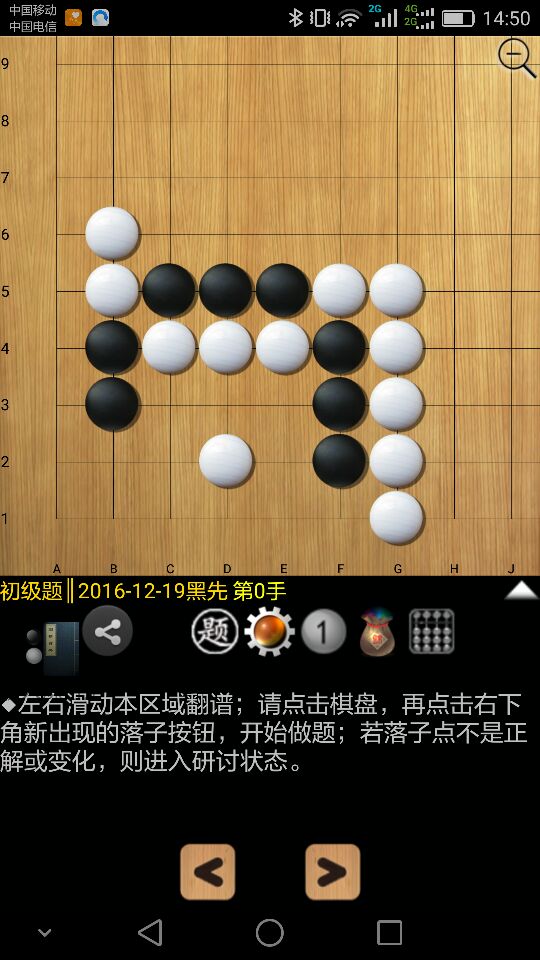 中国移动
中国电信
2G
4G
2G
14:50
9
8
7
6
5
4
3
2
1
A B C D E F G H J
初级题‖2016-12-19黑先 第0手
题
1
◆左右滑动本区域翻谱；请点击棋盘，再点击右下
角新出现的落子按钮，开始做题；若落子点不是正
解或变化，则进入研讨状态。